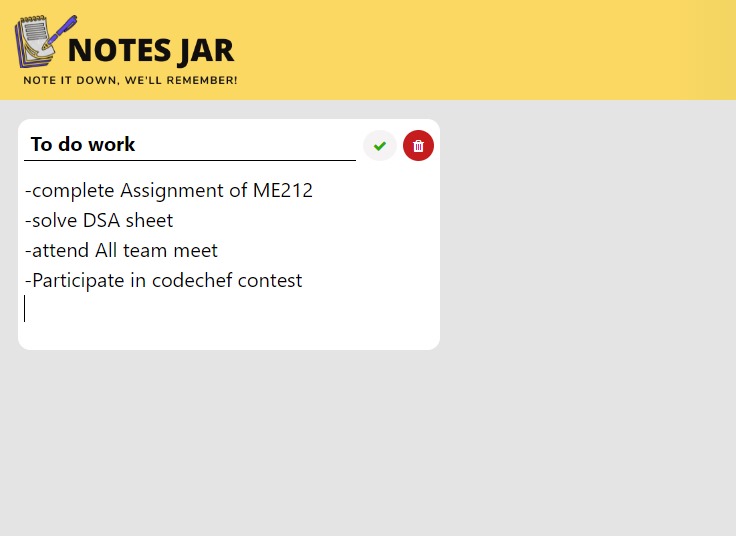 NOTES JAR
NOTE IT DOWN, WE'LL REMEMBER!
To do work
-complete Assignment of ME212
-solve DSA sheet
-attend All team meet
-Participate in codechef contest